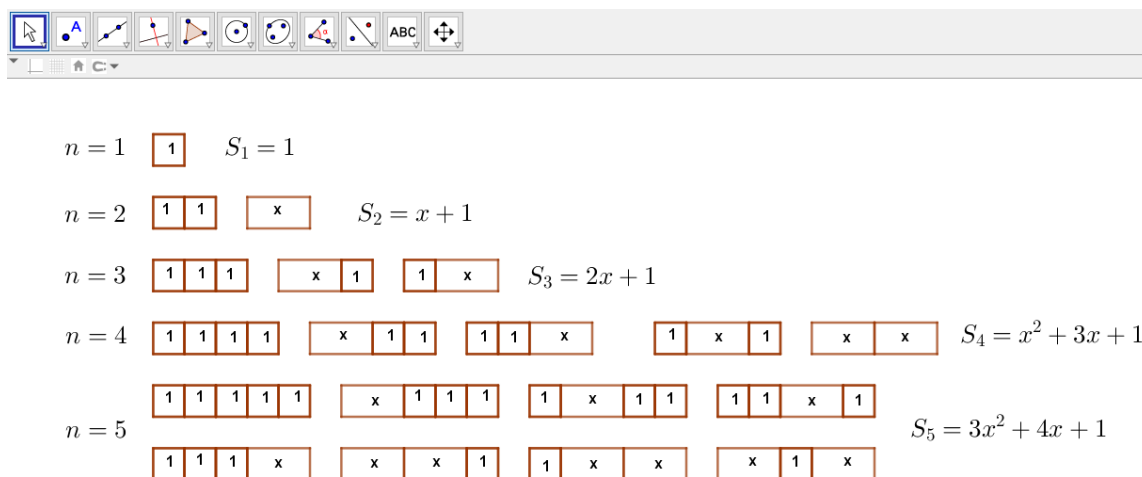 A
α
ABC
n = 1 1 S₁ = 1
n = 2 1 1 x S₂ = x + 1
n = 3 1 1 1 x 1 1 x S₃ = 2x + 1
n = 4 1 1 1 1 x 1 1 1 1 x 1 x 1 x x S₄ = x² + 3x + 1
1 1 1 1 1 x 1 1 1 1 x 1 1 1 1 x 1
n = 5 S₅ = 3x² + 4x + 1
1 1 1 x x x 1 1 x x x 1 x